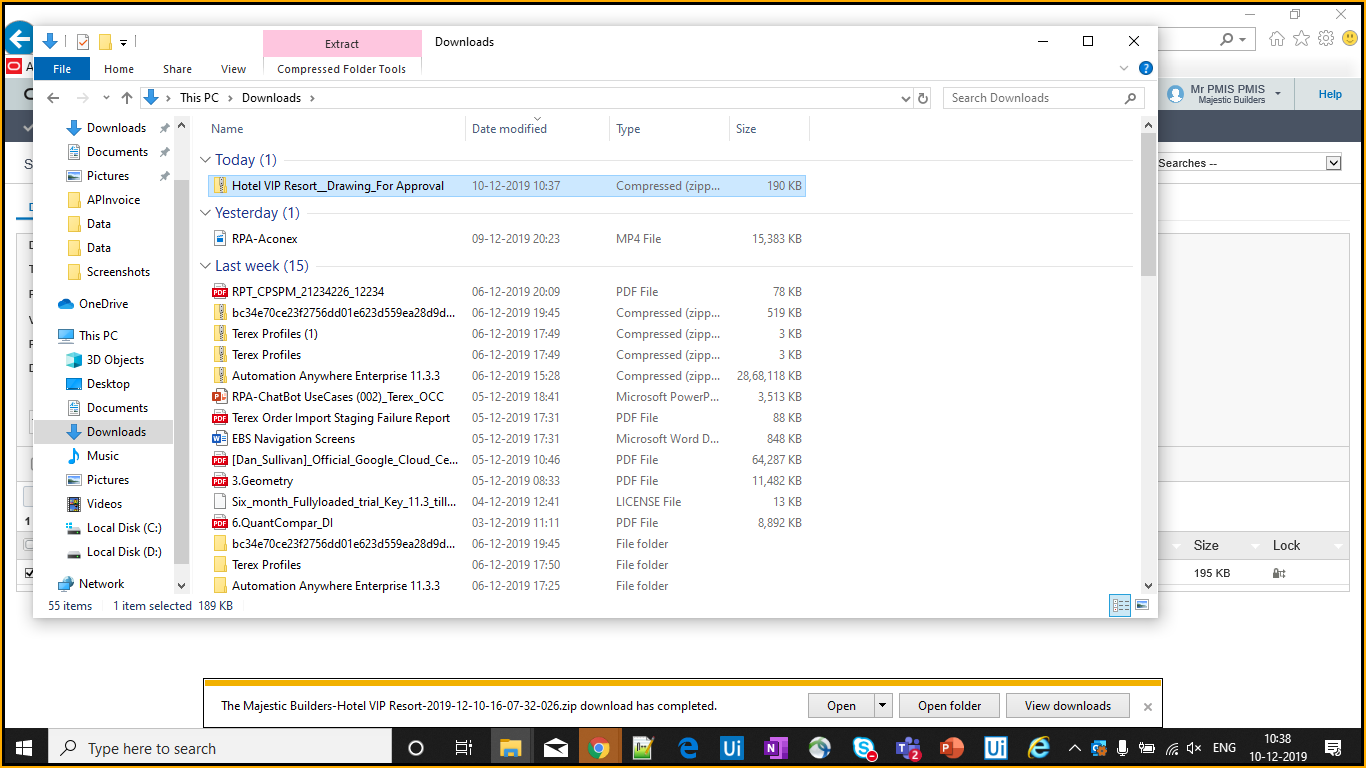 Extract
Downloads
A
File
Home
Share
View
Compressed Folder Tools
This PC
Downloads
Search Downloads
Mr PMIS PMIS
Majestic Builders
Help
Searches --
Downloads
Documents
Pictures
APInvoice
Data
Data
Screenshots
OneDrive
This PC
3D Objects
Desktop
Documents
Downloads
Music
Pictures
Videos
Local Disk (C:)
Local Disk (D:)
Network
Name Date modified Type Size
Today (1)
Hotel VIP Resort__Drawing_For Approval 10-12-2019 10:37 Compressed (zipp... 190 KB
Yesterday (1)
RPA-Aconex 09-12-2019 20:23 MP4 File 15,383 KB
Last week (15)
RPT_CPSPM_21234226_12234 06-12-2019 20:09 PDF File 78 KB
bc34e70ce23f2756dd01e623d559ea28d9d... 06-12-2019 19:45 Compressed (zipp... 519 KB
Terex Profiles (1) 06-12-2019 17:49 Compressed (zipp... 3 KB
Terex Profiles 06-12-2019 17:49 Compressed (zipp... 3 KB
Automation Anywhere Enterprise 11.3.3 06-12-2019 15:28 Compressed (zipp... 28,68,118 KB
RPA-ChatBot UseCases (002)_Terex_OCC 05-12-2019 18:41 Microsoft PowerP... 3,513 KB
Terex Order Import Staging Failure Report 05-12-2019 17:31 PDF File 88 KB
EBS Navigation Screens 05-12-2019 17:31 Microsoft Word D... 848 KB
[Dan_Sullivan]_Official_Google_Cloud_Ce... 05-12-2019 10:46 PDF File 64,287 KB
3.Geometry 05-12-2019 08:33 PDF File 11,482 KB
Six_month_Fullyloaded_trial_Key_11.3_till... 04-12-2019 12:41 LICENSE File 13 KB
6.QuantCompar_DI 03-12-2019 11:11 PDF File 8,892 KB
bc34e70ce23f2756dd01e623d559ea28d9d... 06-12-2019 19:45 File folder
Terex Profiles 06-12-2019 17:50 File folder
Automation Anywhere Enterprise 11.3.3 06-12-2019 17:25 File folder
55 items 1 item selected 189 KB
Size Lock
195 KB
The Majestic Builders-Hotel VIP Resort-2019-12-10-16-07-32-026.zip download has completed.
Open
Open folder
View downloads
Type here to search
ENG
10:38
10-12-2019